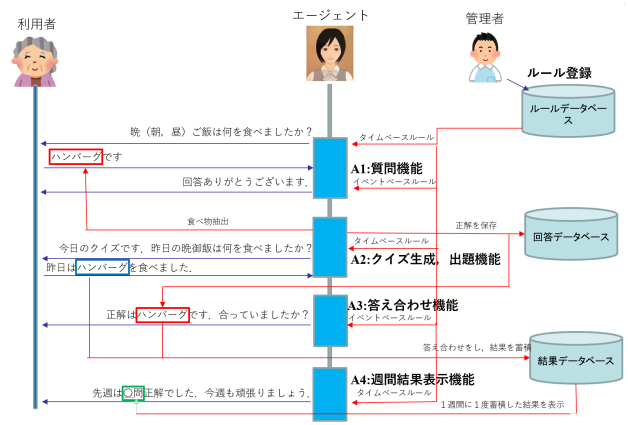 利用者
エージェント
管理者
ルール登録
ルールデータベー
ス
晩（朝，昼）ご飯は何を食べましたか？
タイムベースルール
ハンバーグです
A1:質問機能
イベントベースルール
回答ありがとうございます．
食べ物抽出
正解を保存
回答データベース
今日のクイズです．昨日の晩御飯は何を食べましたか？
タイムベースルール
A2:クイズ生成，出題機能
昨日はハンバーグを食べました．
A3:答え合わせ機能
正解はハンバーグです．合っていましたか？
イベントベースルール
答え合わせをし，結果を蓄積
結果データベース
A4:週間結果表示機能
タイムベースルール
先週は〇問正解でした，今週も頑張りましょう．
1週間に1度蓄積した結果を表示